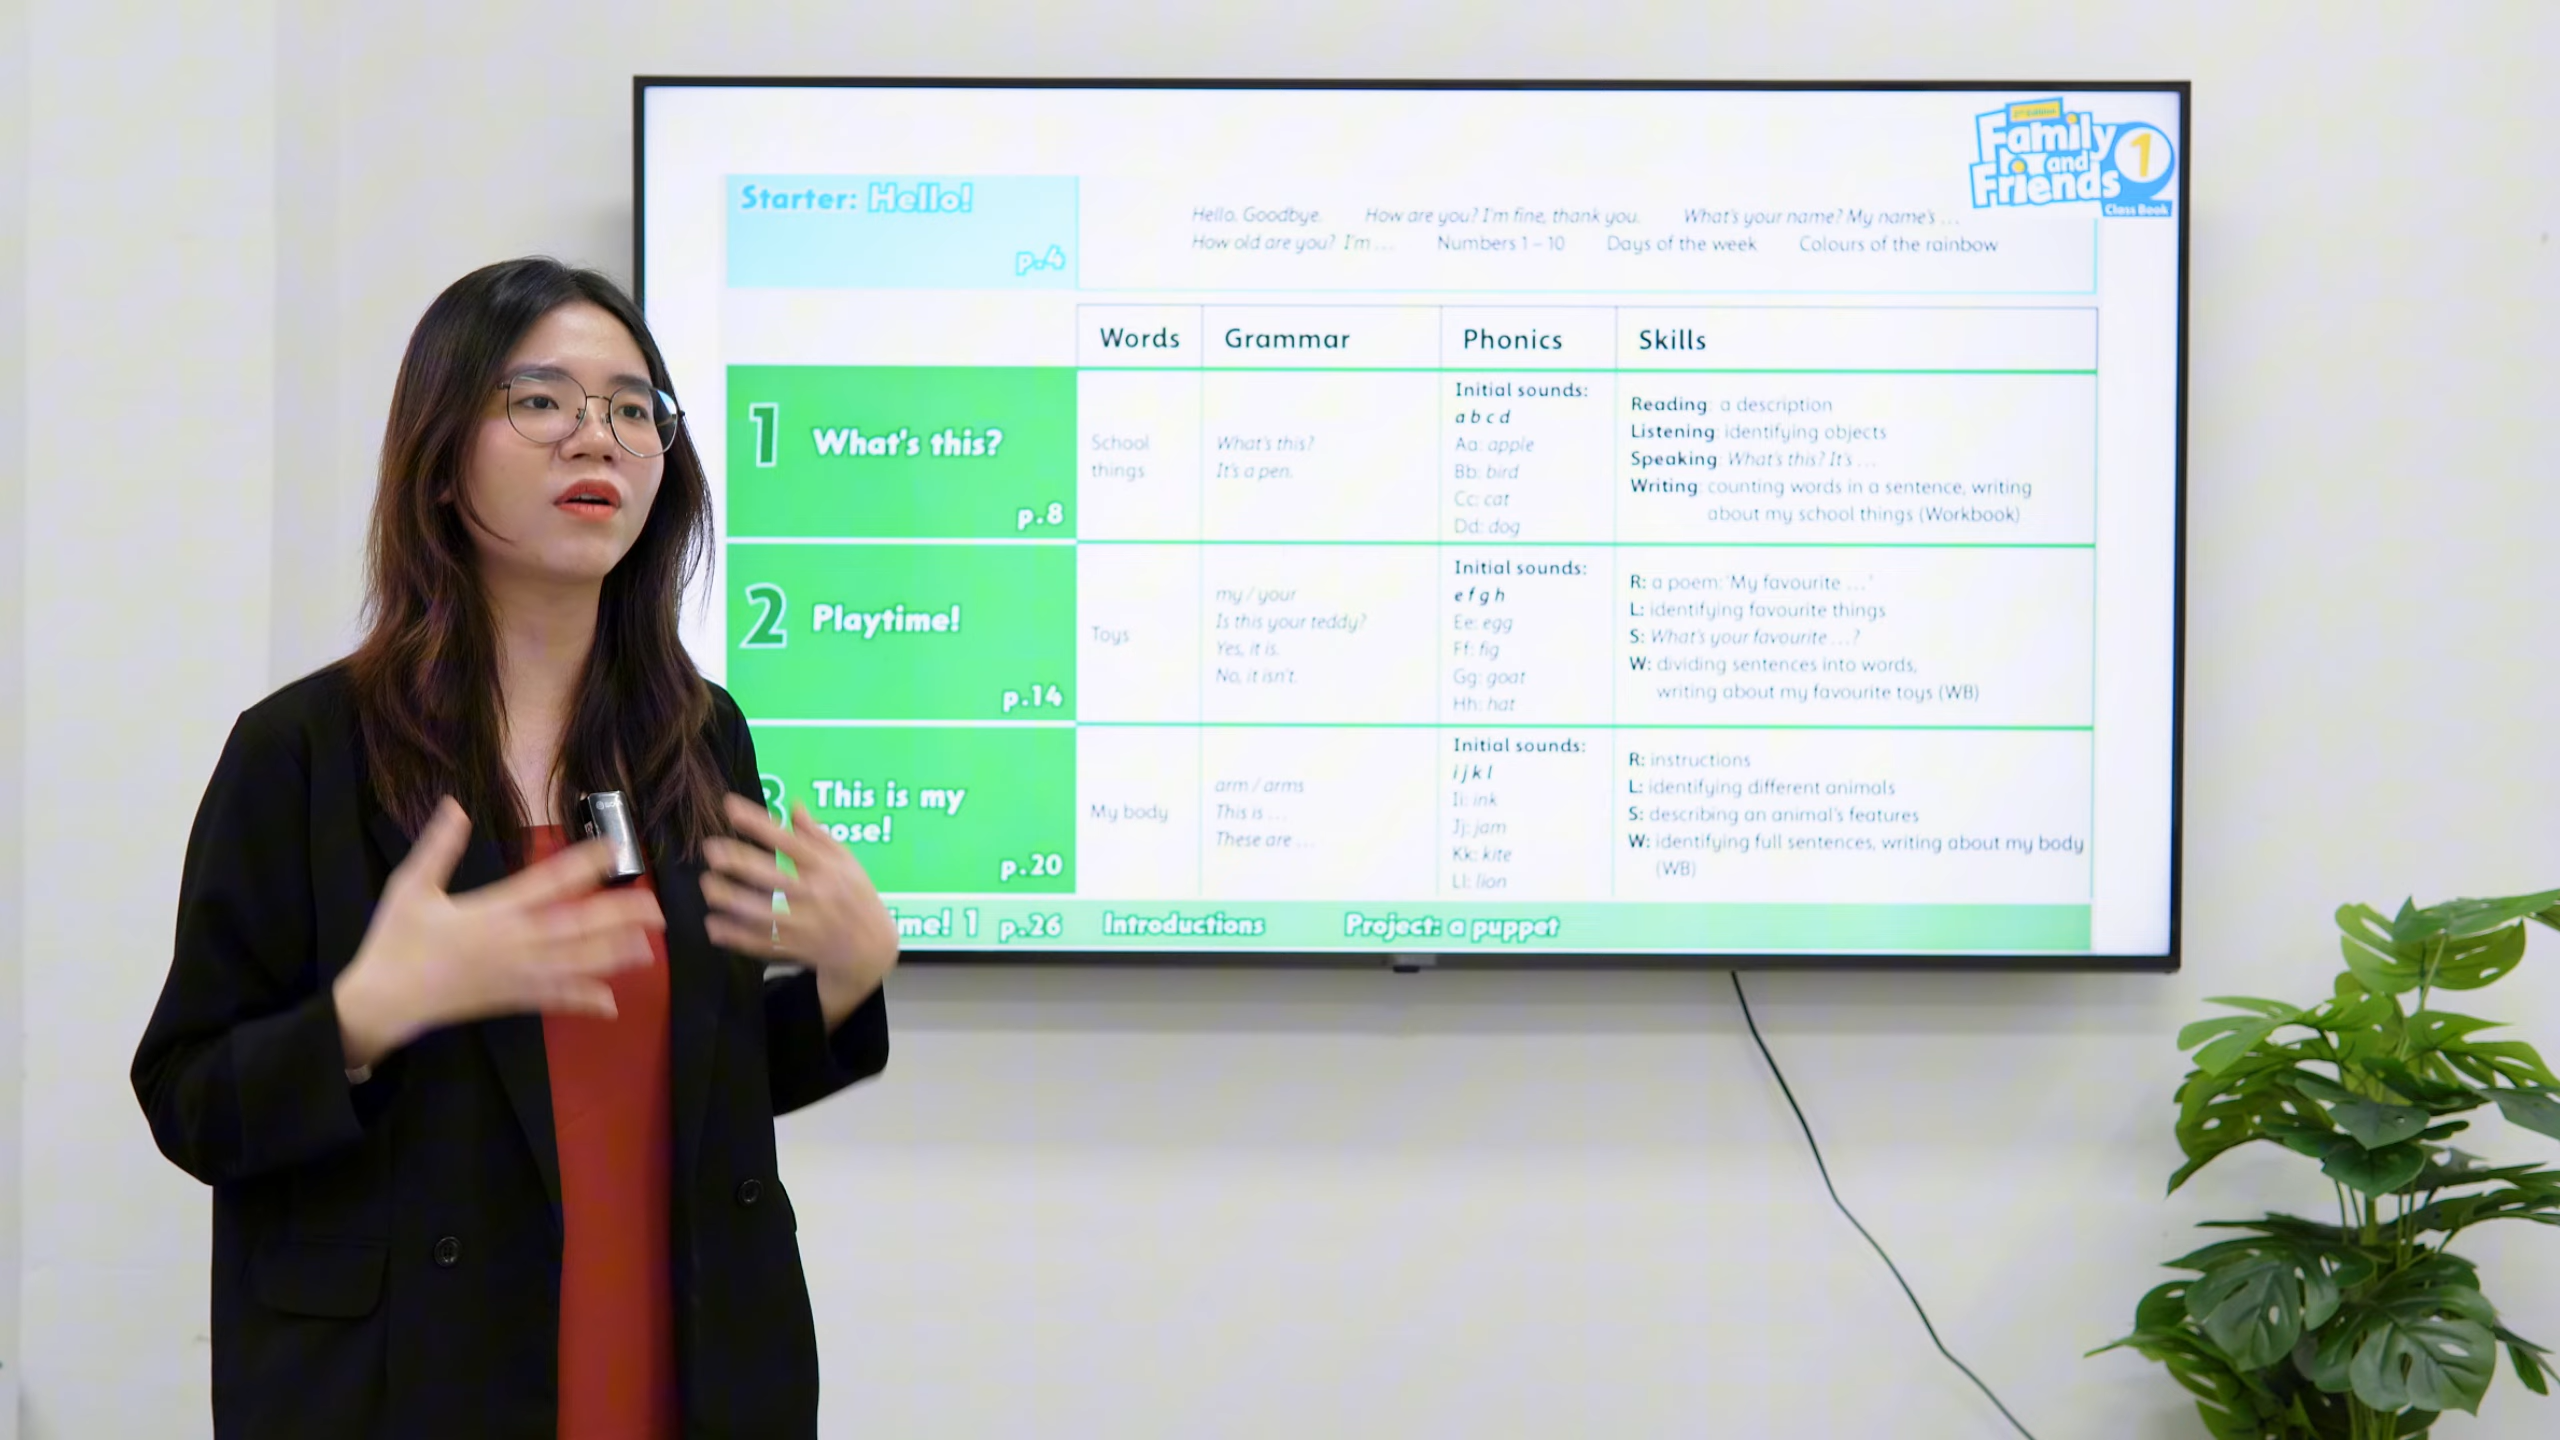 2nd Edition
Family
and
Friends
1
Class Book
Starter: Hello!
p.4
Hello. Goodbye. How are you? I'm fine, thank you. What's your name? My name's ...
How old are you? I'm ... Numbers 1 – 10 Days of the week Colours of the rainbow
Words Grammar Phonics Skills
1 What's this?
p.8
School
things
What's this?
It's a pen.
Initial sounds:
a b c d
Aa: apple
Bb: bird
Cc: cat
Dd: dog
Reading: a description
Listening: identifying objects
Speaking: What's this? It's ...
Writing: counting words in a sentence, writing
about my school things (Workbook)
2 Playtime!
p.14
Toys
my / your
Is this your teddy?
Yes, it is.
No, it isn't.
Initial sounds:
e f g h
Ee: egg
Ff: fig
Gg: goat
Hh: hat
R: a poem: 'My favourite ...'
L: identifying favourite things
S: What's your favourite ...?
W: dividing sentences into words,
writing about my favourite toys (WB)
3 This is my
nose!
p.20
My body
arm / arms
This is ...
These are ...
Initial sounds:
i j k l
Ii: ink
Jj: jam
Kk: kite
Ll: lion
R: instructions
L: identifying different animals
S: describing an animal's features
W: identifying full sentences, writing about my body
(WB)
ime! 1 p.26 Introductions Project: a puppet